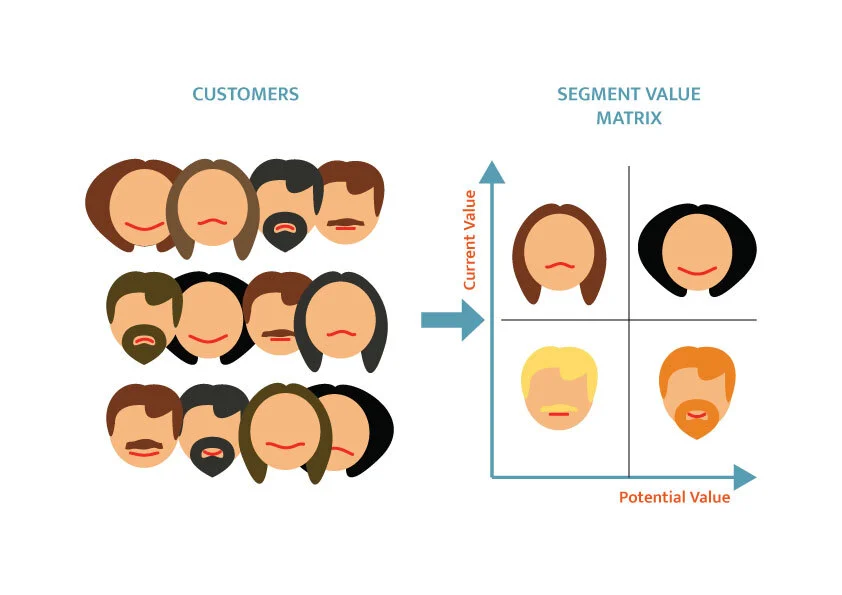 CUSTOMERS
SEGMENT VALUE
MATRIX
Current Value
Potential Value